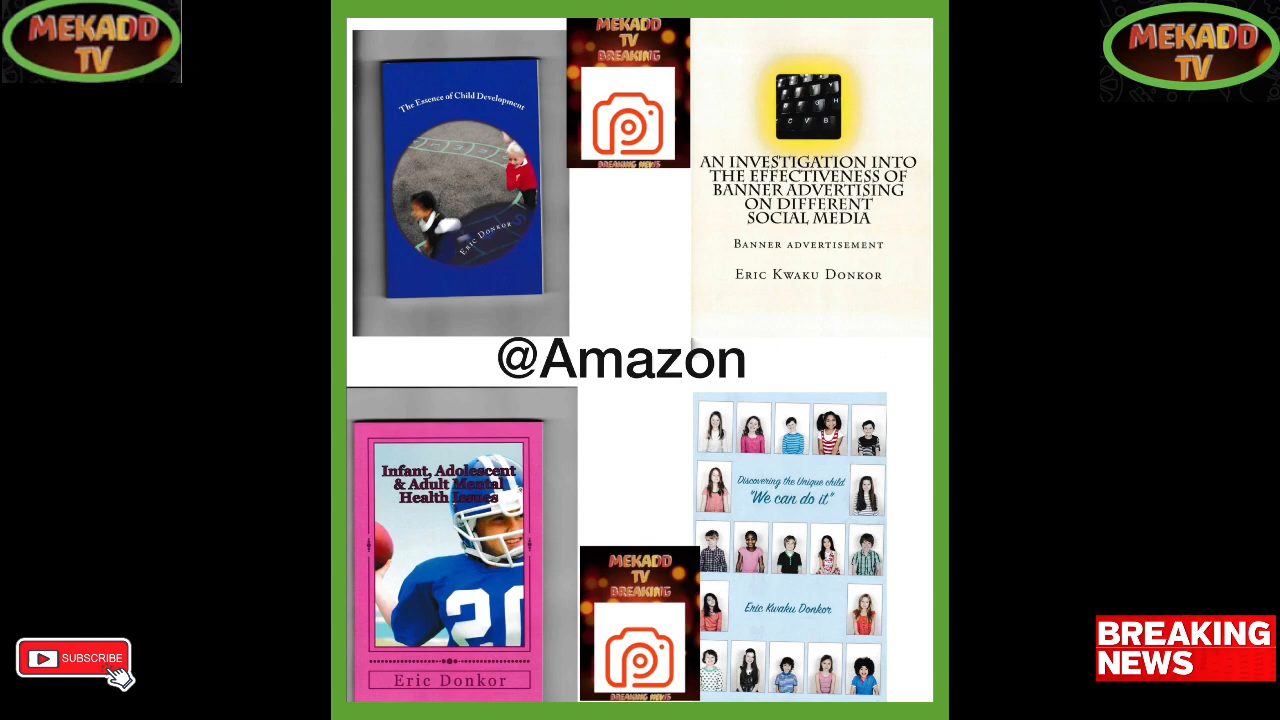 MEKADD
TV
MEKADD
TV
BREAKING
BREAKING NEWS
MEKADD
TV
The Essence of Child Development
Eric Donkor
Y
G H
C V B
An Investigation into
the Effectiveness of
Banner Advertising
on Different
Social Media
Banner advertisement
Eric Kwaku Donkor
@Amazon
Infant, Adolescent
& Adult Mental
Health Issues
20
Eric Donkor
MEKADD
TV
BREAKING
BREAKING NEWS
Discovering the Unique child
"We can do it"
Eric Kwaku Donkor
SUBSCRIBE
BREAKING
NEWS